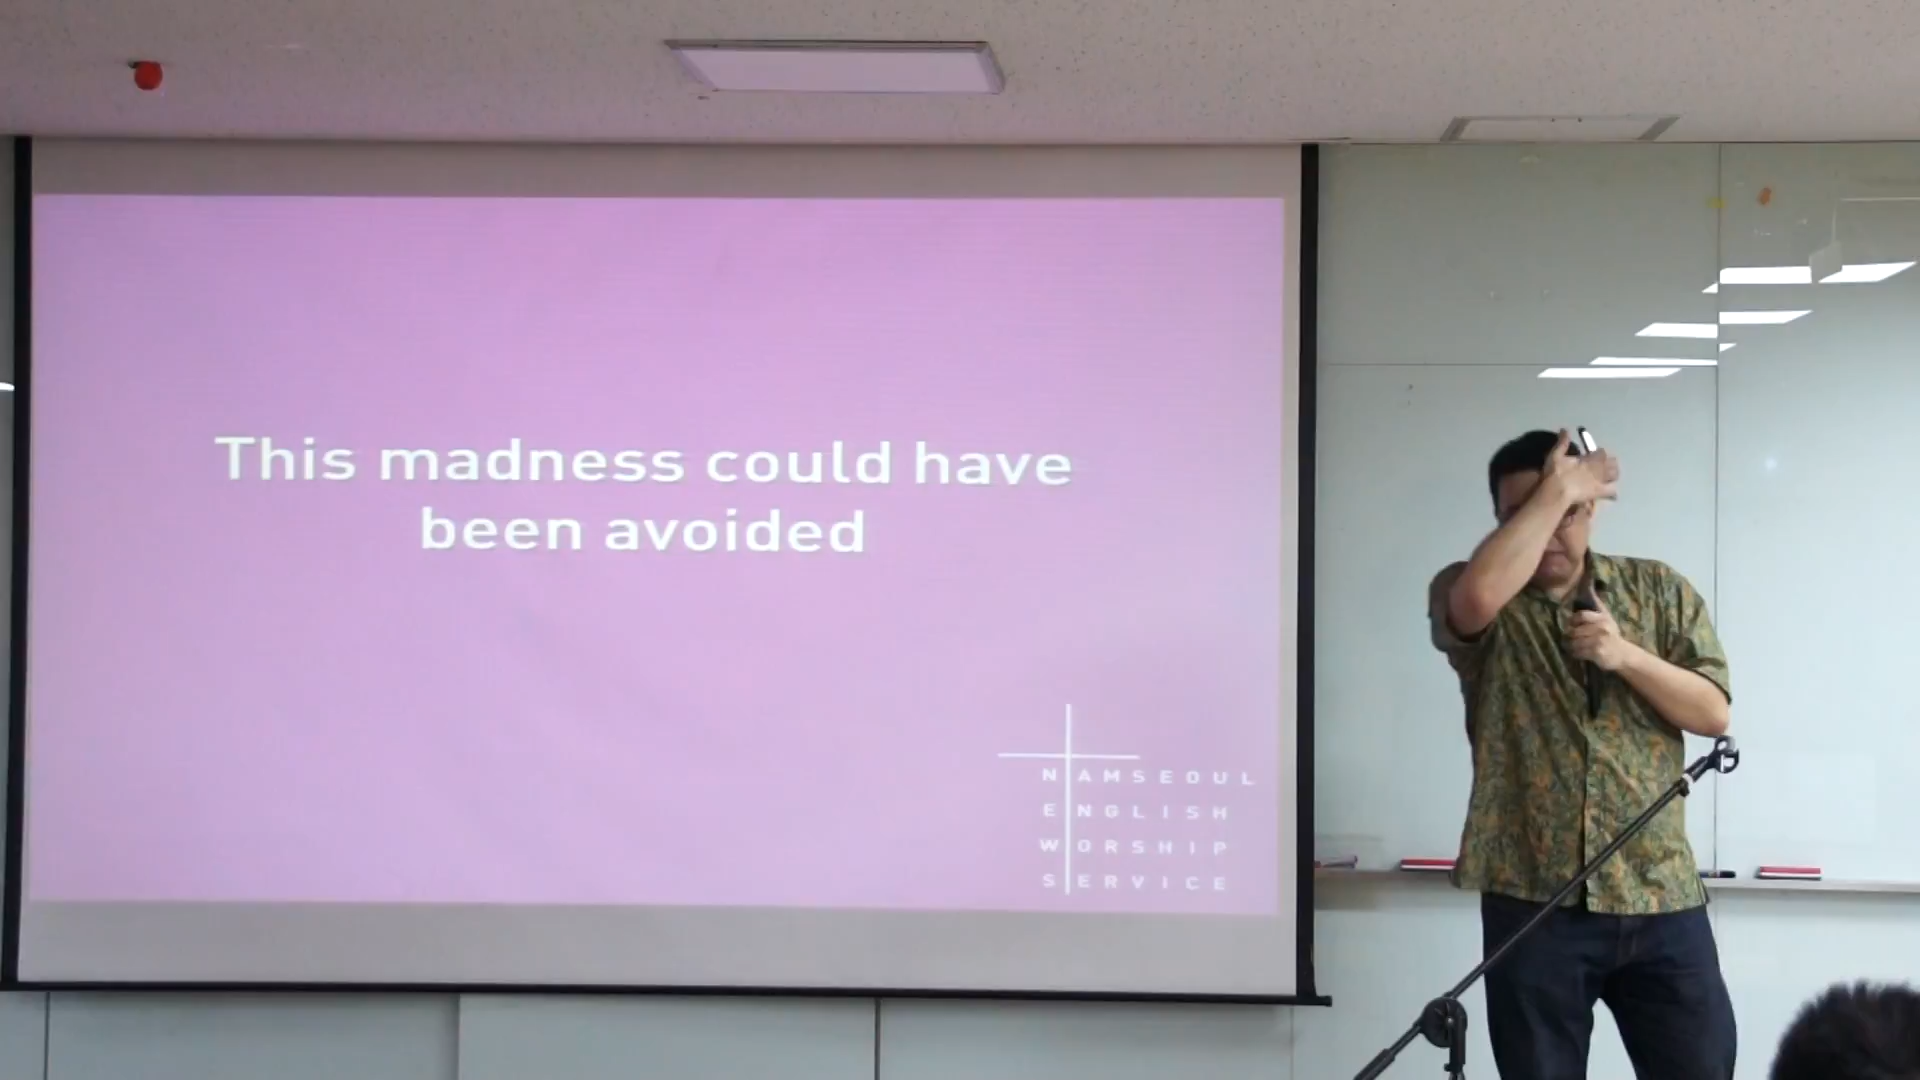 This madness could have
been avoided
NAMSEOUL
ENGLISH
WORSHIP
SERVICE